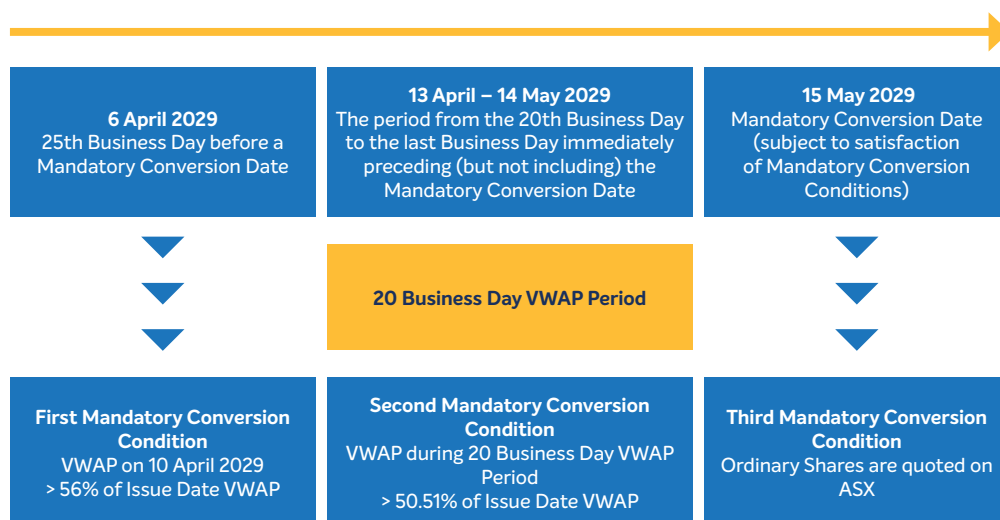 6 April 2029
25th Business Day before a
Mandatory Conversion Date
13 April – 14 May 2029
The period from the 20th Business Day
to the last Business Day immediately
preceding (but not including) the
Mandatory Conversion Date
15 May 2029
Mandatory Conversion Date
(subject to satisfaction
of Mandatory Conversion
Conditions)
20 Business Day VWAP Period
First Mandatory Conversion
Condition
VWAP on 10 April 2029
> 56% of Issue Date VWAP
Second Mandatory Conversion
Condition
VWAP during 20 Business Day VWAP
Period
> 50.51% of Issue Date VWAP
Third Mandatory Conversion
Condition
Ordinary Shares are quoted on
ASX